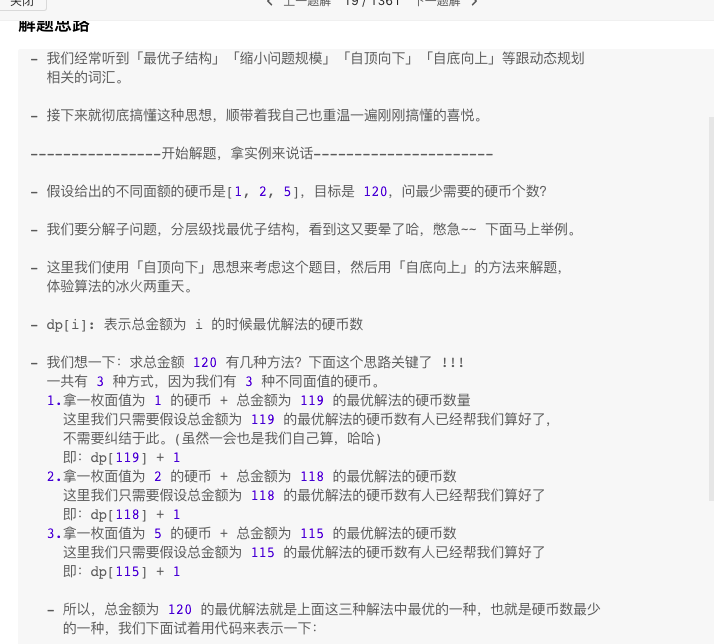 关闭 上一题解 19 / 1361 下一题解
解题思路
- 我们经常听到「最优子结构」「缩小问题规模」「自顶向下」「自底向上」等跟动态规划
相关的词汇。
- 接下来就彻底搞懂这种思想，顺带着我自己也重温一遍刚刚搞懂的喜悦。
----------------开始解题，拿实例来说话----------------------
- 假设给出的不同面额的硬币是[1, 2, 5]，目标是 120，问最少需要的硬币个数？
- 我们要分解子问题，分层级找最优子结构，看到这又要晕了哈，憋急~~ 下面马上举例。
- 这里我们使用「自顶向下」思想来考虑这个题目，然后用「自底向上」的方法来解题，
体验算法的冰火两重天。
- dp[i]: 表示总金额为 i 的时候最优解法的硬币数
- 我们想一下：求总金额 120 有几种方法？下面这个思路关键了 !!!
一共有 3 种方式，因为我们有 3 种不同面值的硬币。
1.拿一枚面值为 1 的硬币 + 总金额为 119 的最优解法的硬币数量
这里我们只需要假设总金额为 119 的最优解法的硬币数有人已经帮我们算好了，
不需要纠结于此。(虽然一会也是我们自己算，哈哈)
即：dp[119] + 1
2.拿一枚面值为 2 的硬币 + 总金额为 118 的最优解法的硬币数
这里我们只需要假设总金额为 118 的最优解法的硬币数有人已经帮我们算好了
即：dp[118] + 1
3.拿一枚面值为 5 的硬币 + 总金额为 115 的最优解法的硬币数
这里我们只需要假设总金额为 115 的最优解法的硬币数有人已经帮我们算好了
即：dp[115] + 1
- 所以，总金额为 120 的最优解法就是上面这三种解法中最优的一种，也就是硬币数最少
的一种，我们下面试着用代码来表示一下：